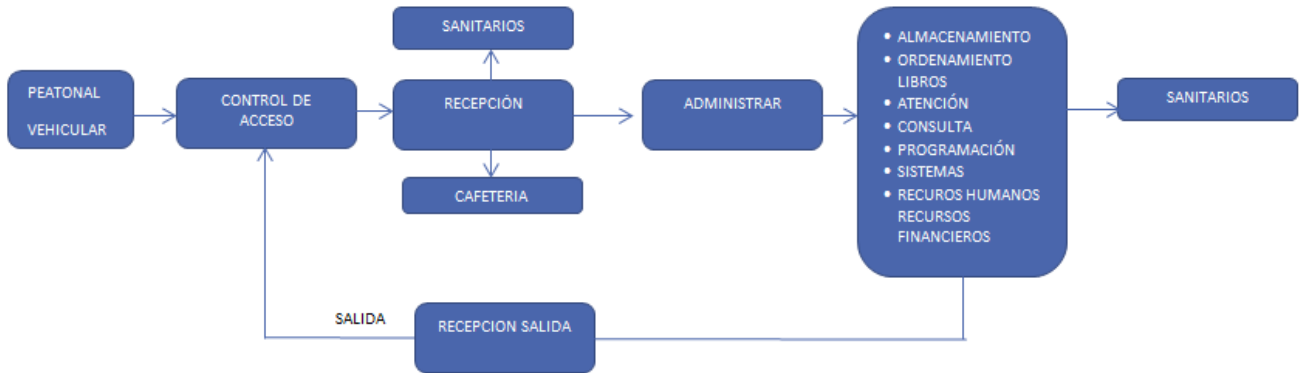 PEATONAL
VEHICULAR
CONTROL DE
ACCESO
SANITARIOS
RECEPCIÓN
CAFETERIA
ADMINISTRAR
• ALMACENAMIENTO
• ORDENAMIENTO
LIBROS
• ATENCIÓN
• CONSULTA
• PROGRAMACIÓN
• SISTEMAS
• RECUROS HUMANOS
RECURSOS
FINANCIEROS
SANITARIOS
SALIDA
RECEPCION SALIDA